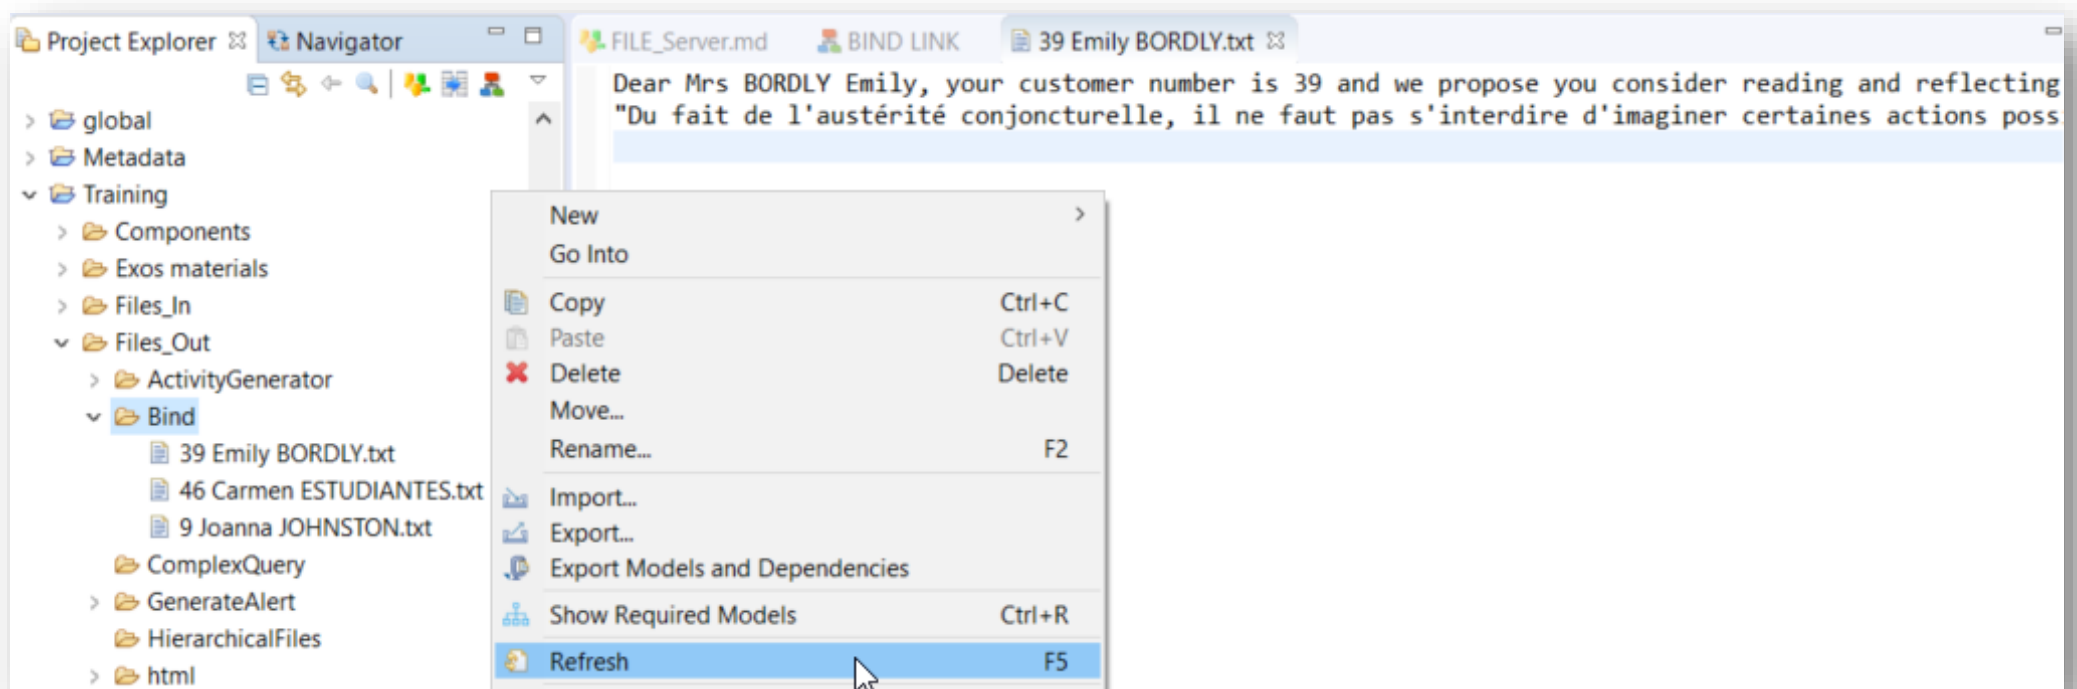 Project Explorer Navigator
FILE_Server.md BIND LINK 39 Emily BORDLY.txt
Dear Mrs BORDLY Emily, your customer number is 39 and we propose you consider reading and reflecting
"Du fait de l'austérité conjoncturelle, il ne faut pas s'interdire d'imaginer certaines actions poss
global
Metadata
Training
Components
Exos materials
Files_In
Files_Out
ActivityGenerator
Bind
39 Emily BORDLY.txt
46 Carmen ESTUDIANTES.txt
9 Joanna JOHNSTON.txt
ComplexQuery
GenerateAlert
HierarchicalFiles
html
New
Go Into
Copy Ctrl+C
Paste Ctrl+V
Delete Delete
Move...
Rename... F2
Import...
Export...
Export Models and Dependencies
Show Required Models Ctrl+R
Refresh F5